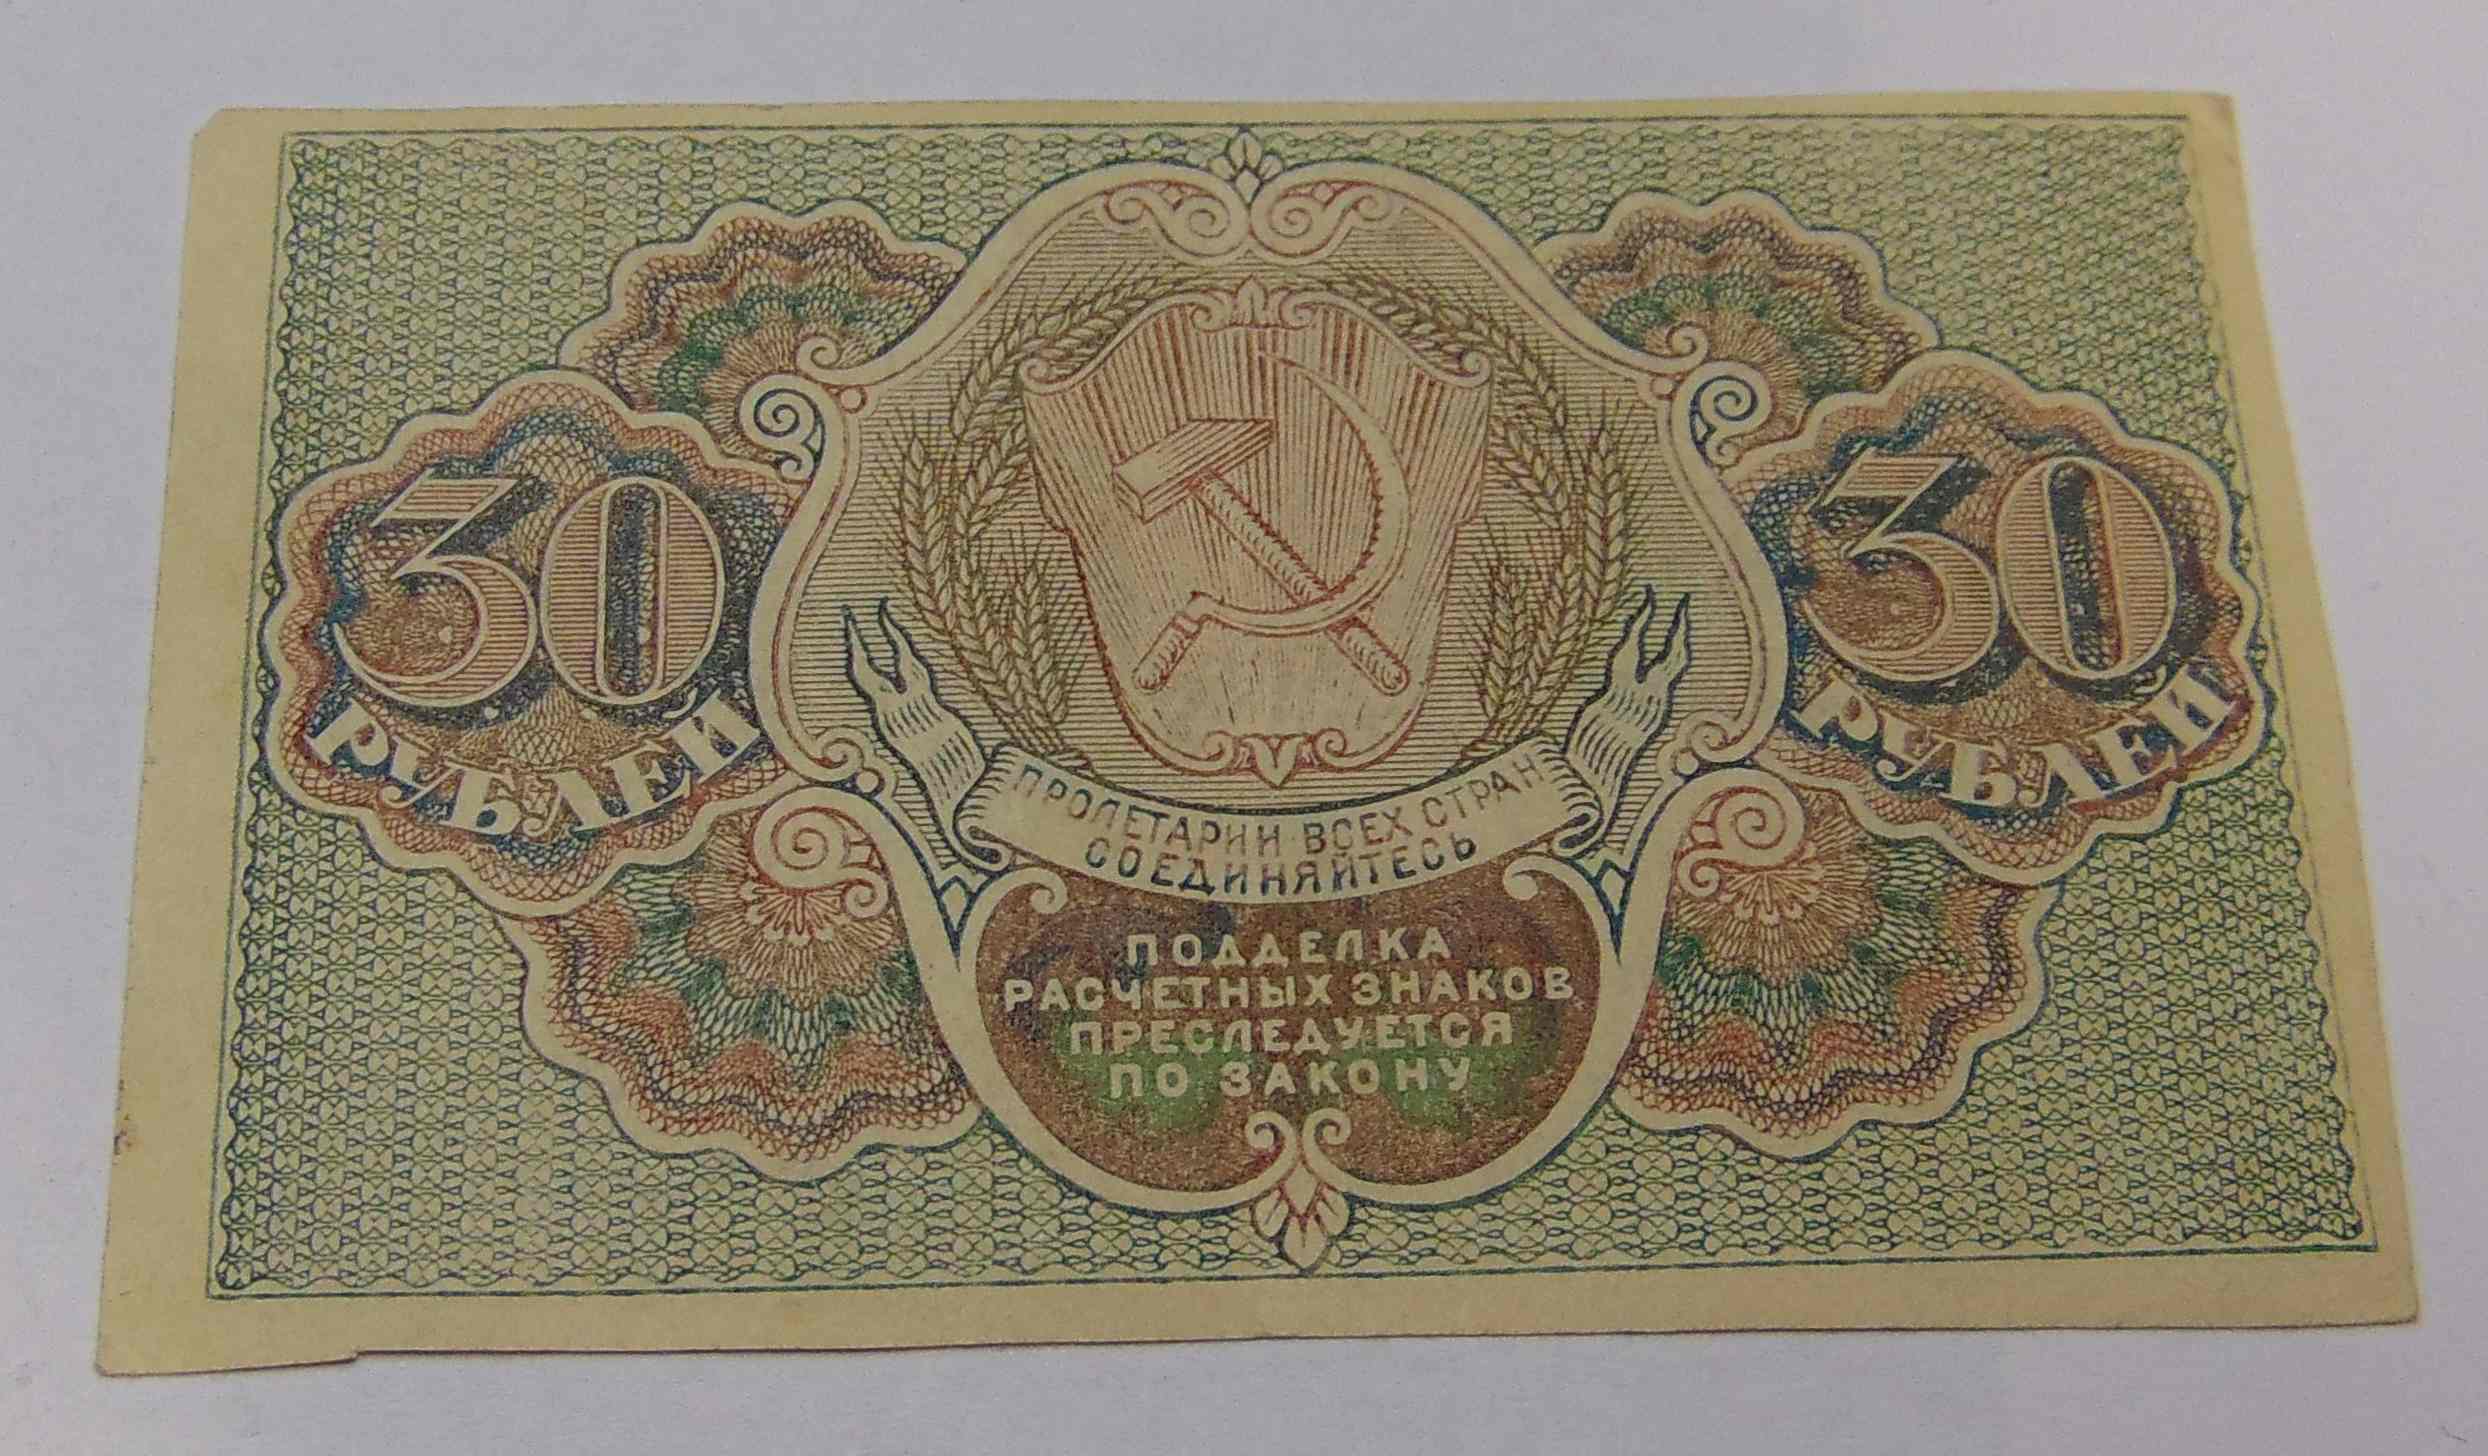 30
РУБЛЕЙ
30
РУБЛЕЙ
ПРОЛЕТАРИИ ВСЕХ СТРАН
СОЕДИНЯЙТЕСЬ
ПОДДЕЛКА
РАСЧЕТНЫХ ЗНАКОВ
ПРЕСЛЕДУЕТСЯ
ПО ЗАКОНУ